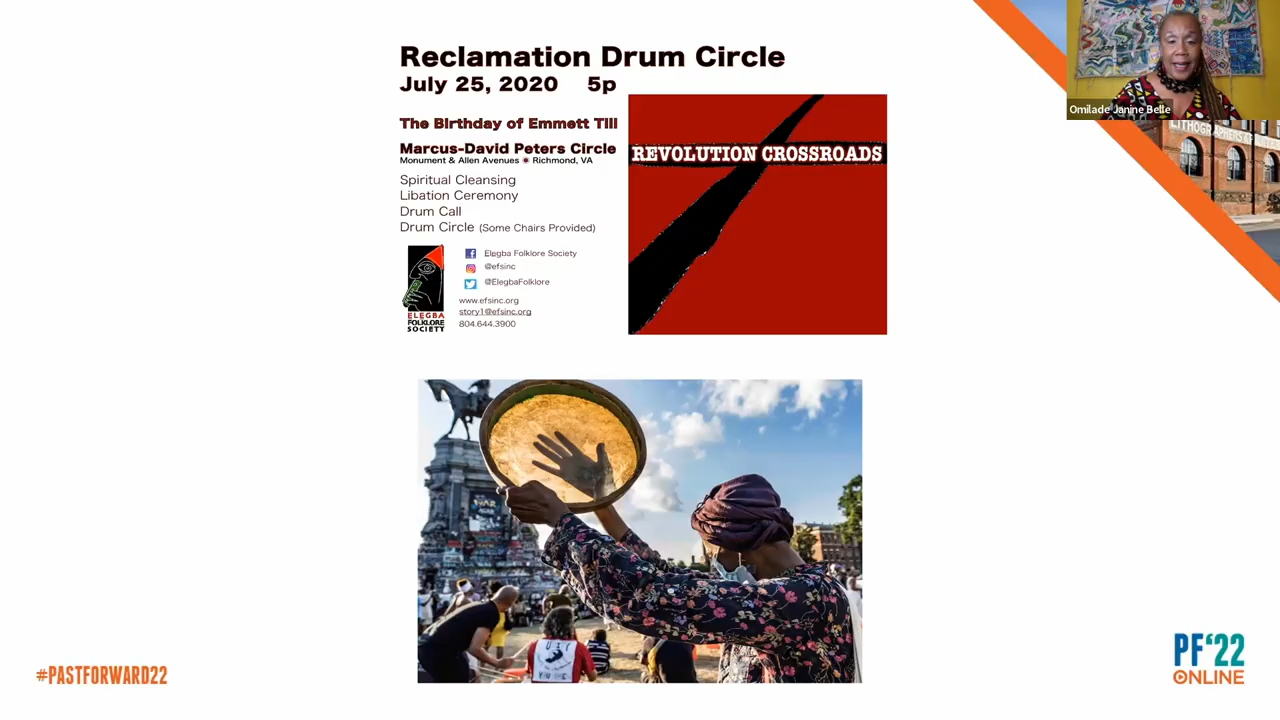 Reclamation Drum Circle
July 25, 2020 5p
The Birthday of Emmett Till
Marcus-David Peters Circle
Monument & Allen Avenues • Richmond, VA
Spiritual Cleansing
Libation Ceremony
Drum Call
Drum Circle (Some Chairs Provided)
Elegba Folklore Society
@efsinc
@ElegbaFolklore
www.efsinc.org
story1@efsinc.org
804.644.3900
ELEGBA
FOLKLORE
SOCIETY
REVOLUTION CROSSROADS
Omilade Janine Belle
#PASTFORWARD22
PF'22
ONLINE